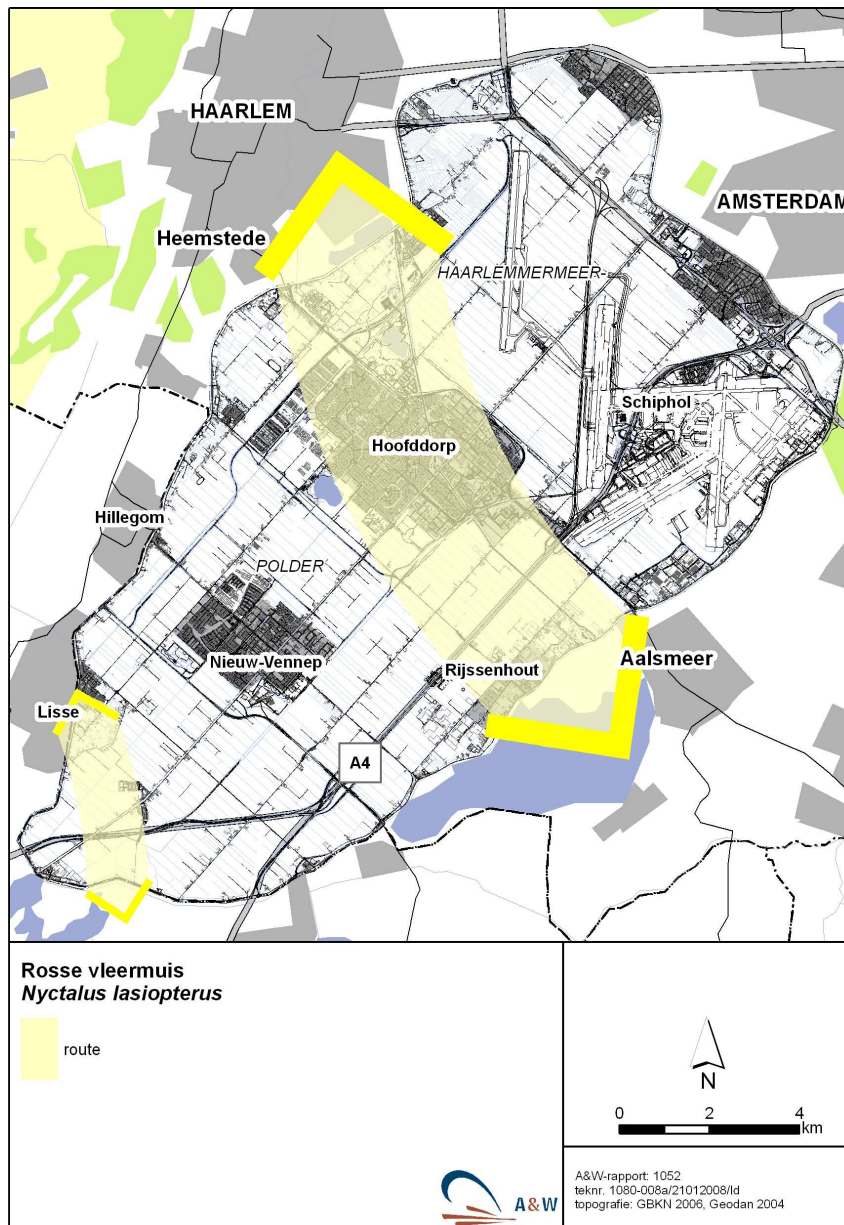 HAARLEM
AMSTERDAM
Heemstede
HAARLEMMERMEER
Schiphol
Hoofddorp
Hillegom
POLDER
Nieuw-Vennep
Rijssenhout
Aalsmeer
Lisse
A4
Rosse vleermuis
Nyctalus lasiopterus
route
N
0 2 4
km
A&W
A&W-rapport: 1052
teknr. 1080-008a/21012008/ld
topografie: GBKN 2006, Geodan 2004